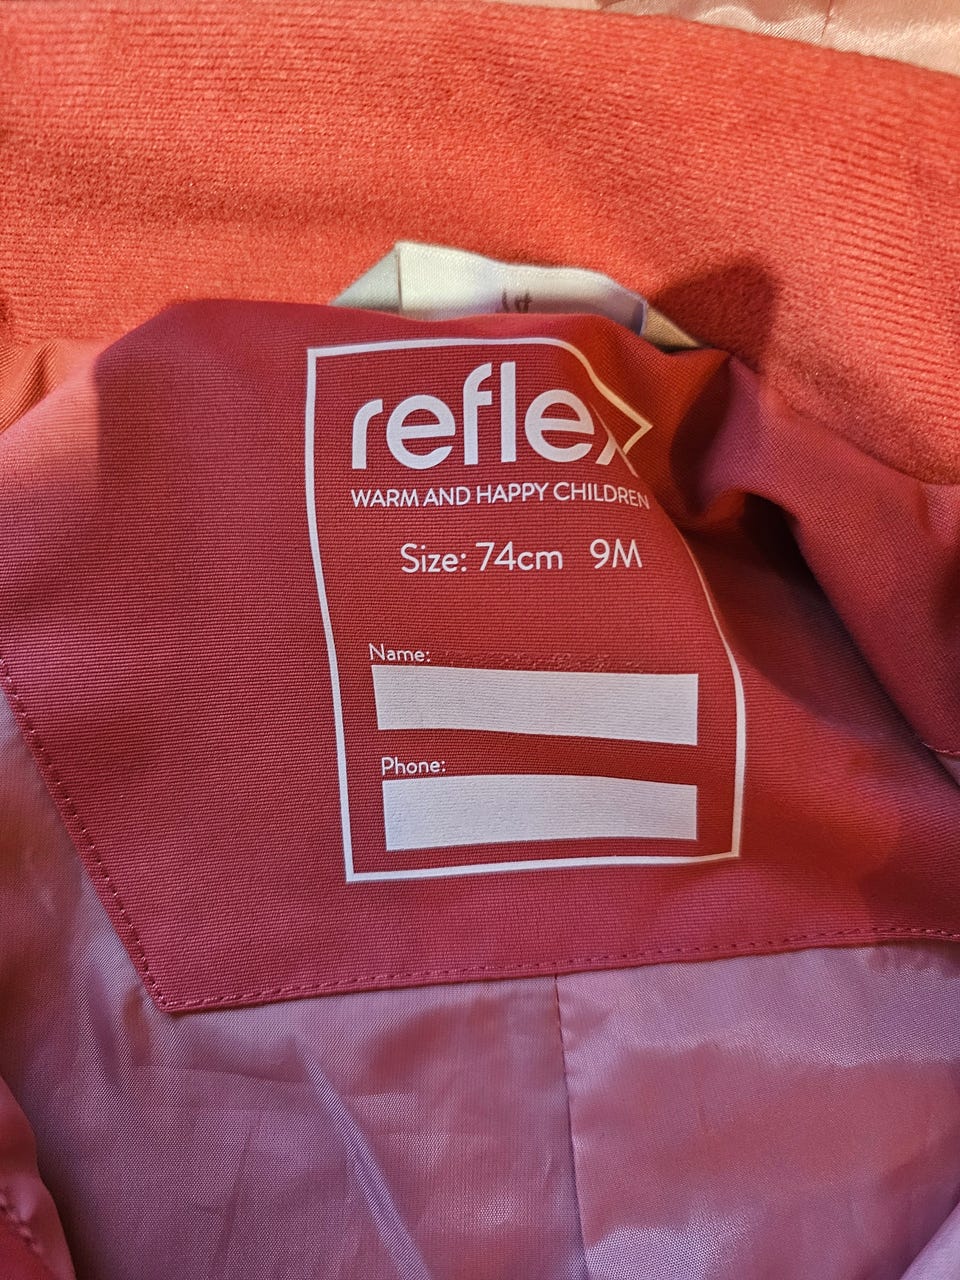 reflex
WARM AND HAPPY CHILDREN
Size: 74cm 9M
Name:
Phone: